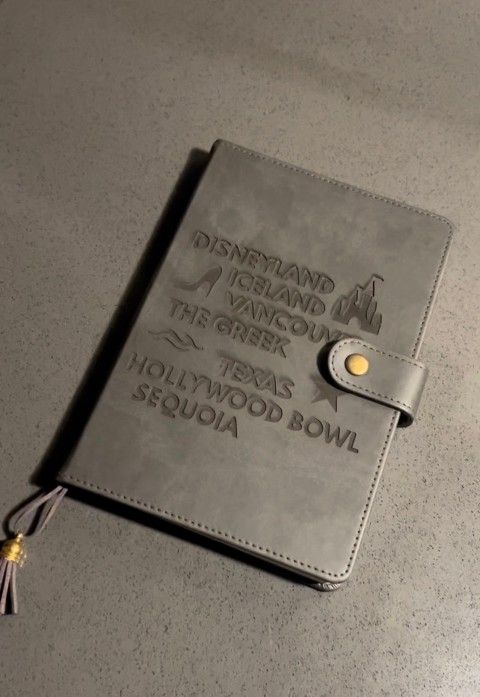 DISNEYLAND
ICELAND
VANCOUV
THE GREEK
TEXAS
HOLLYWOOD BOWL
SEQUOIA